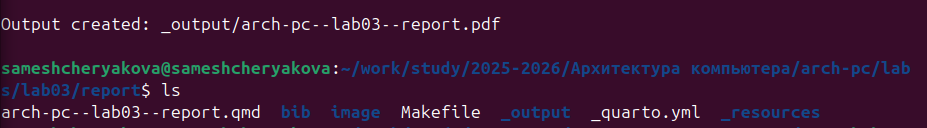 Output created: _output/arch-pc--lab03--report.pdf
sameshcheryakova@sameshcheryakova:~/work/study/2025-2026/Архитектура компьютера/arch-pc/lab
s/lab03/report$ ls
arch-pc--lab03--report.qmd  bib  image  Makefile  _output  _quarto.yml  _resources